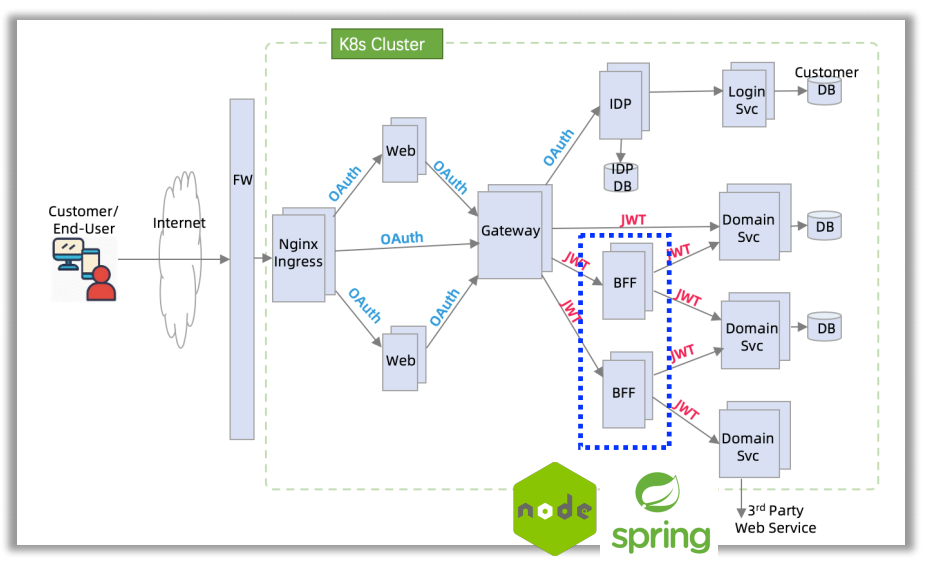 K8s Cluster
Customer/
End-User
Internet
FW
Nginx
Ingress
OAuth
OAuth
OAuth
Web
Web
OAuth
OAuth
Gateway
OAuth
IDP
IDP
DB
Login
Svc
Customer
DB
JWT
JWT
JWT
BFF
BFF
JWT
JWT
JWT
JWT
Domain
Svc
DB
Domain
Svc
DB
Domain
Svc
3rd Party
Web Service
node
spring